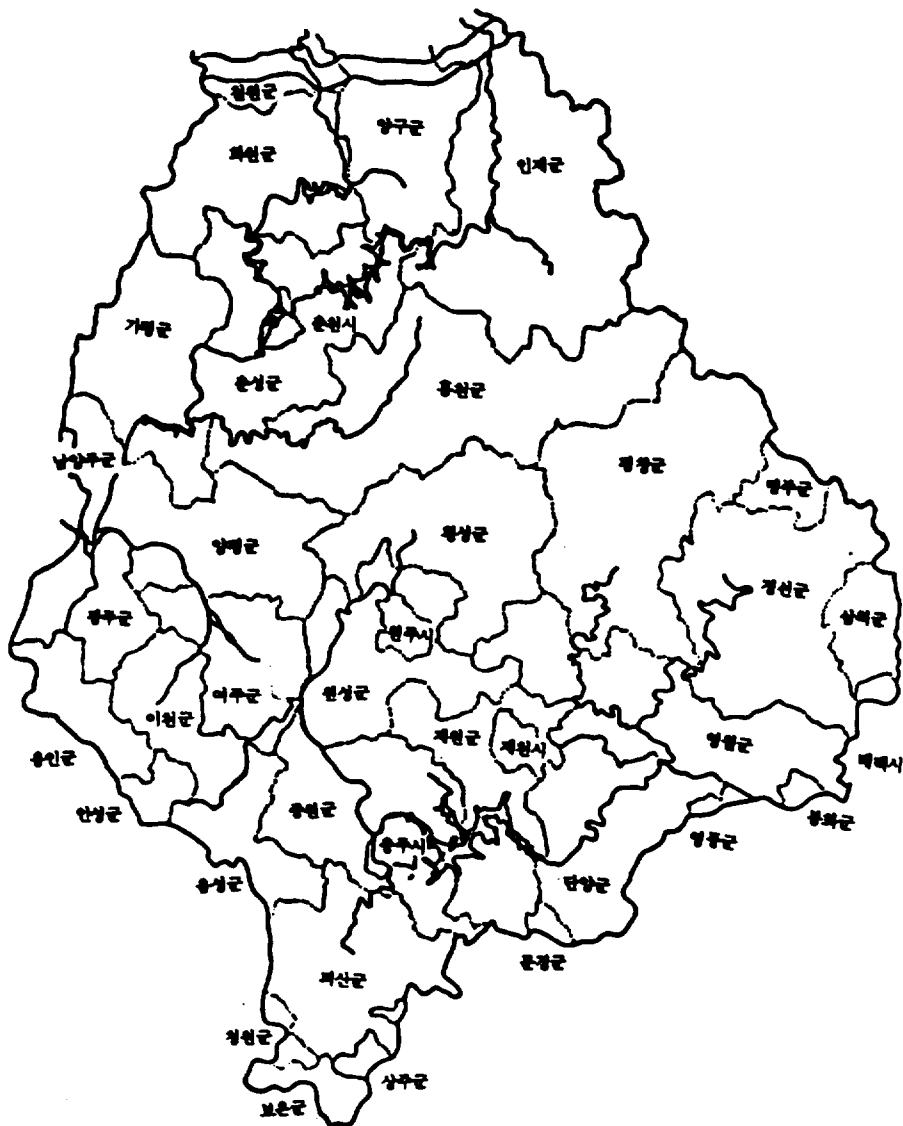 철원군
양구군
화천군
인제군
가평군
춘천시
춘성군
홍천군
남양주군
평창군
명주군
양평군
횡성군
정선군
광주군
원주시
삼척군
여주군
원성군
이천군
제원군
제천시
영월군
용인군
태백시
안성군
중원군
봉화군
충주시
영풍군
음성군
단양군
문경군
괴산군
청원군
상주군
보은군